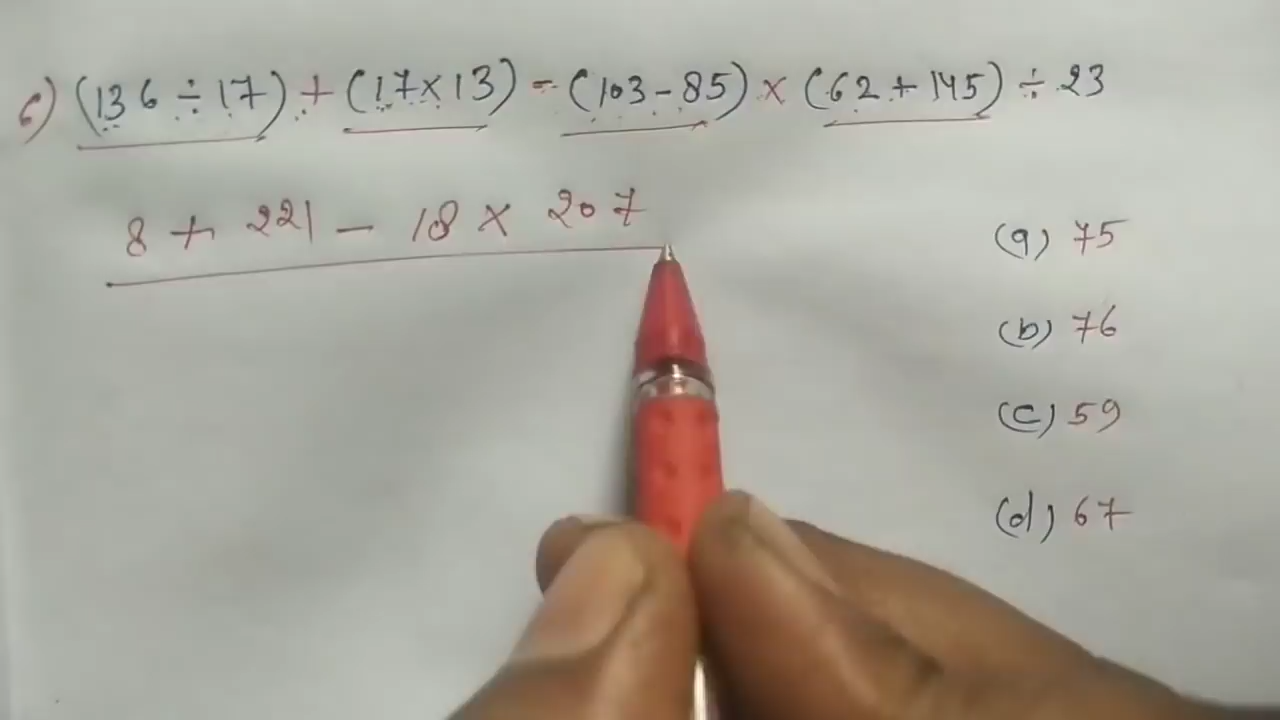 6) (136 ÷ 17) + (17 × 13) - (103 - 85) × (62 + 145) ÷ 23
8 + 221 - 18 × 207
(a) 75
(b) 76
(c) 59
(d) 67